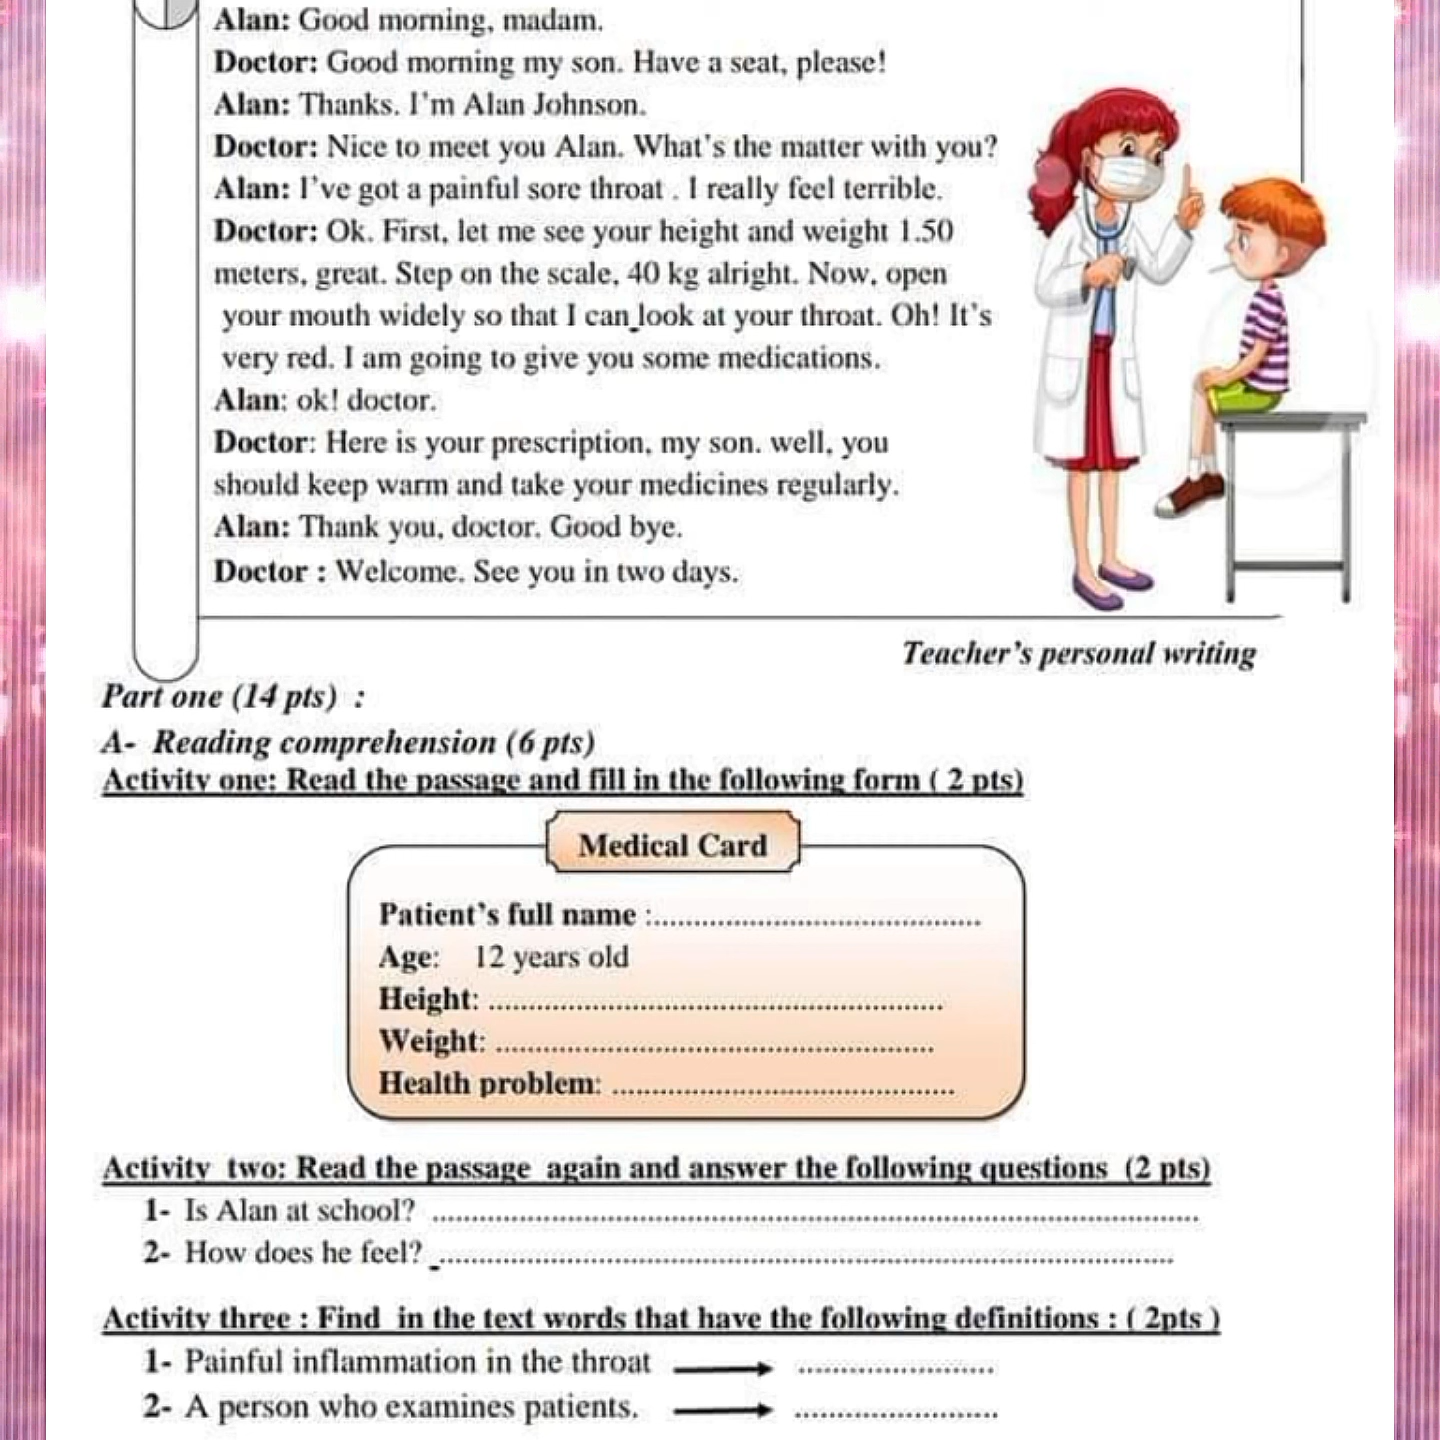 Alan: Good morning, madam.
Doctor: Good morning my son. Have a seat, please!
Alan: Thanks. I'm Alan Johnson.
Doctor: Nice to meet you Alan. What's the matter with you?
Alan: I've got a painful sore throat . I really feel terrible.
Doctor: Ok. First, let me see your height and weight 1.50
meters, great. Step on the scale, 40 kg alright. Now, open
your mouth widely so that I can look at your throat. Oh! It's
very red. I am going to give you some medications.
Alan: ok! doctor.
Doctor: Here is your prescription, my son. well, you
should keep warm and take your medicines regularly.
Alan: Thank you, doctor. Good bye.
Doctor : Welcome. See you in two days.
Teacher's personal writing
Part one (14 pts) :
A- Reading comprehension (6 pts)
Activity one: Read the passage and fill in the following form ( 2 pts)
Medical Card
Patient's full name :..........................................
Age: 12 years old
Height: ..........................................................
Weight: ........................................................
Health problem: ............................................
Activity two: Read the passage again and answer the following questions (2 pts)
1- Is Alan at school? ..................................................................................................
2- How does he feel? ..............................................................................................
Activity three : Find in the text words that have the following definitions : ( 2pts )
1- Painful inflammation in the throat ⟶ .........................
2- A person who examines patients. ⟶ ..........................